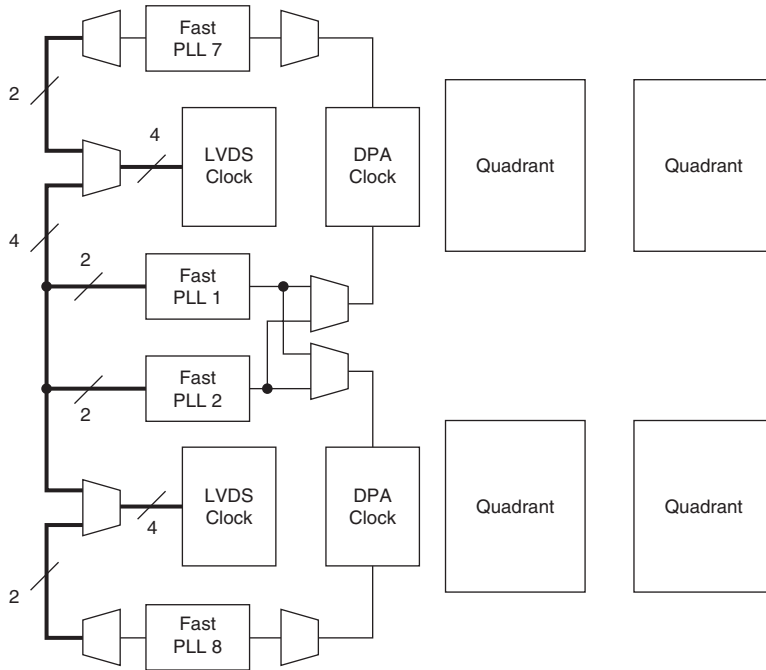 Fast
PLL 7
2
4
LVDS
Clock
DPA
Clock
Quadrant
Quadrant
4
2
Fast
PLL 1
Fast
PLL 2
2
LVDS
Clock
DPA
Clock
Quadrant
Quadrant
4
2
Fast
PLL 8